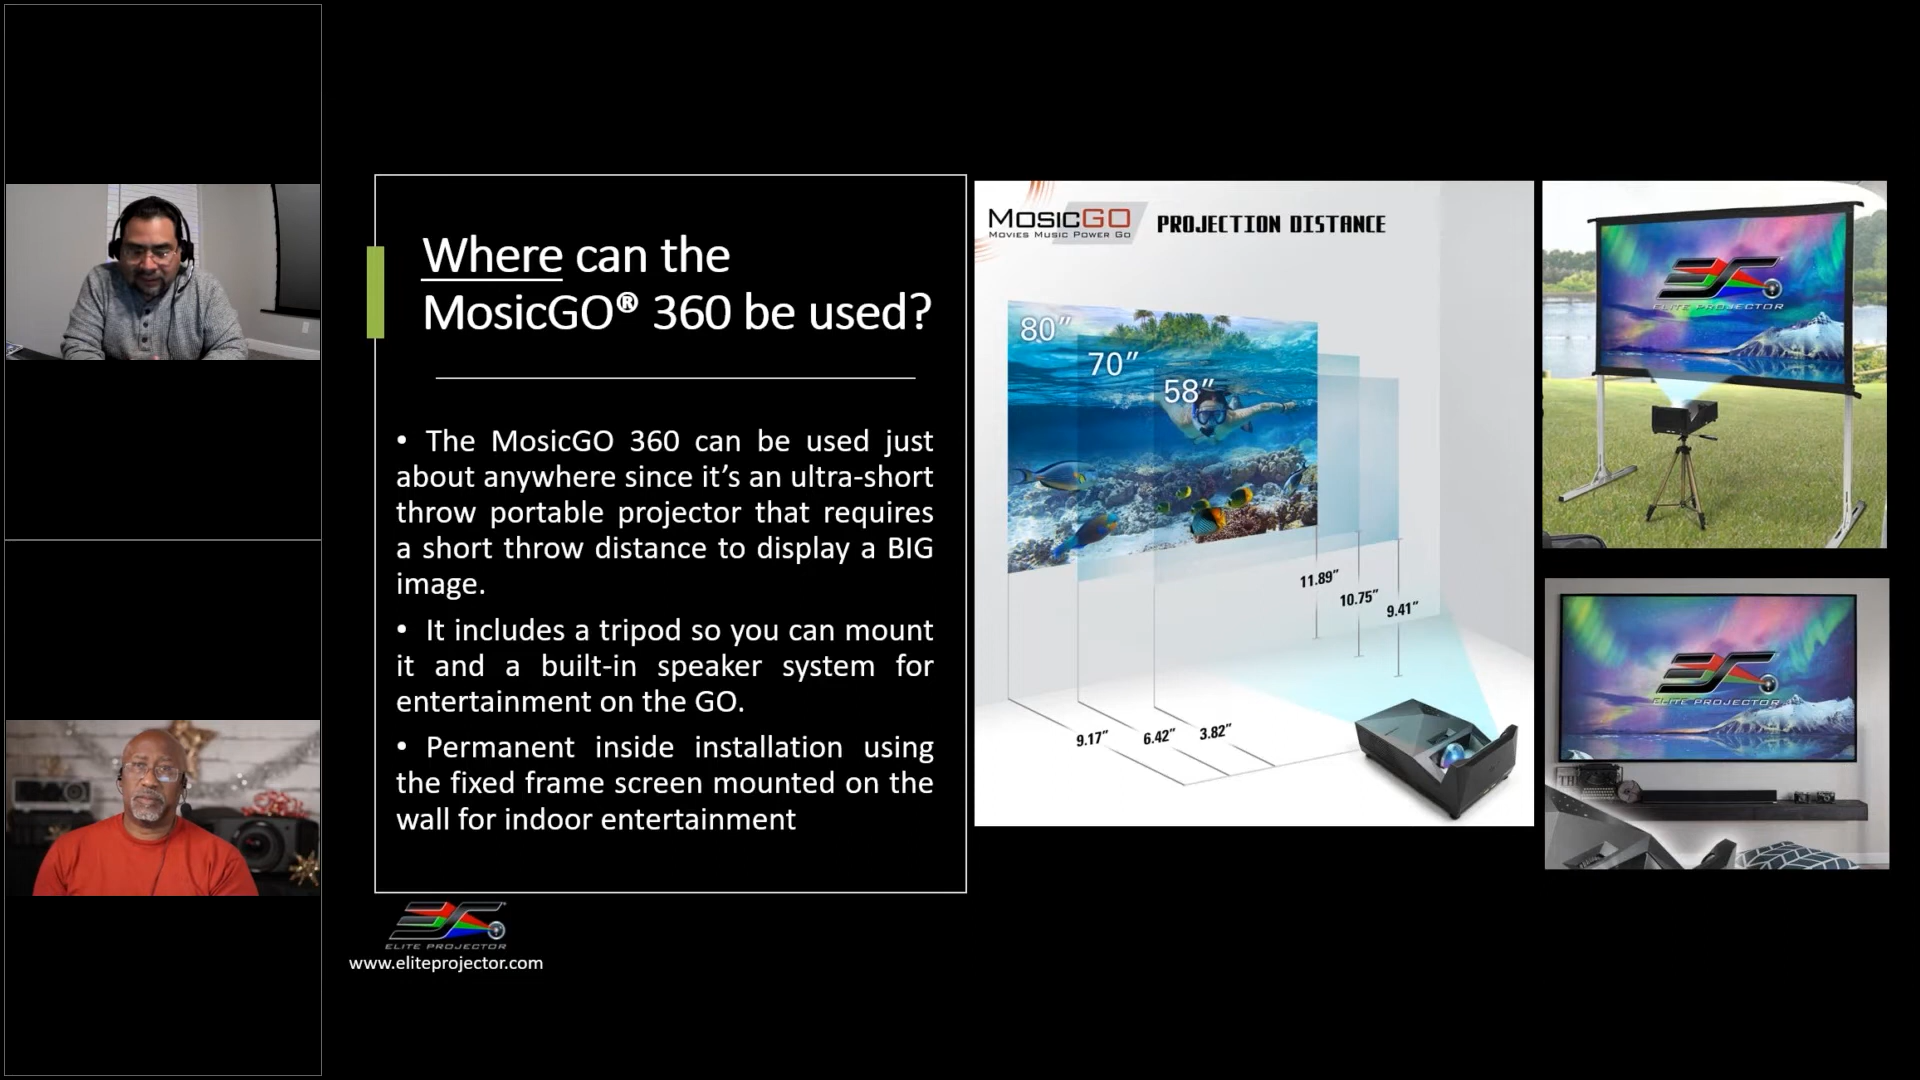 Where can the
MosicGO® 360 be used?
• The MosicGO 360 can be used just
about anywhere since it’s an ultra-short
throw portable projector that requires
a short throw distance to display a BIG
image.
• It includes a tripod so you can mount
it and a built-in speaker system for
entertainment on the GO.
• Permanent inside installation using
the fixed frame screen mounted on the
wall for indoor entertainment
ELITE PROJECTOR
www.eliteprojector.com
MOSICGO
MOVIES MUSIC POWER GO
PROJECTION DISTANCE
80”
70”
58”
11.89”
10.75”
9.41”
9.17”
6.42”
3.82”
ELITE PROJECTOR
ELITE PROJECTOR